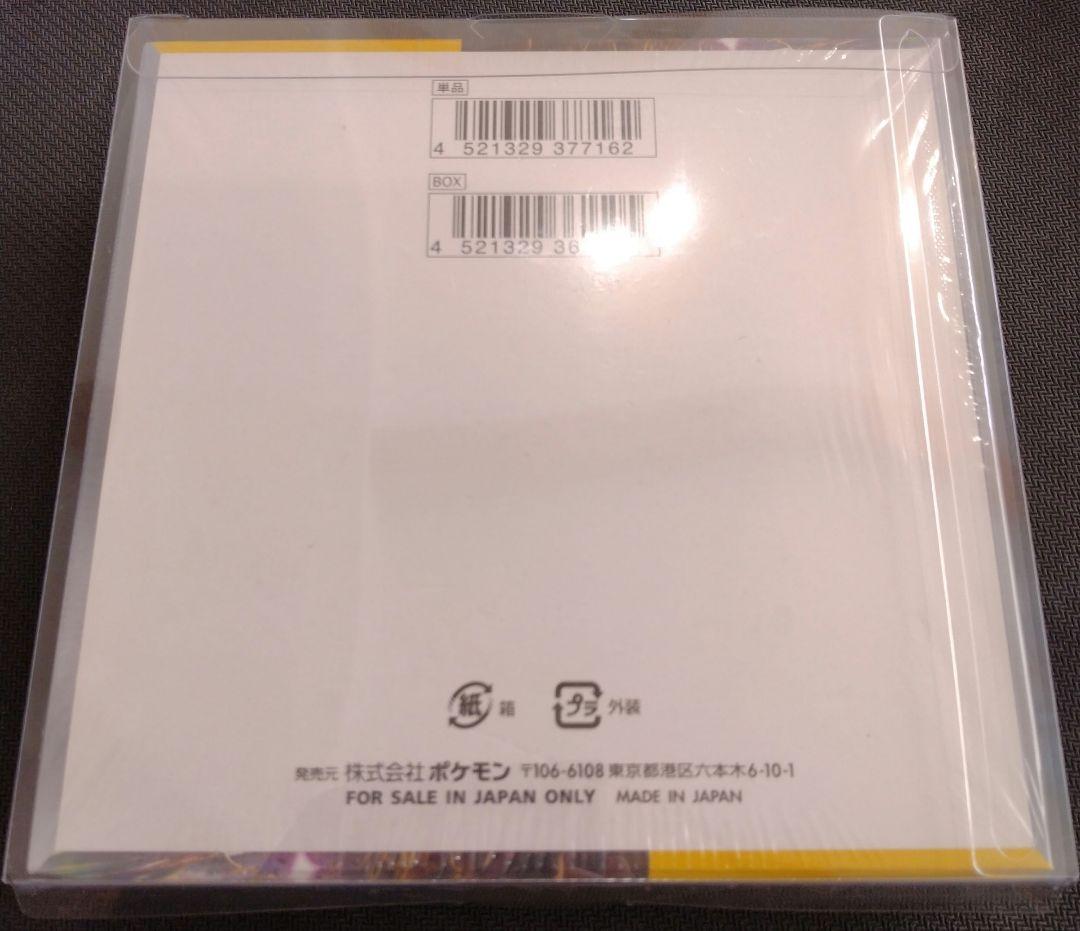 単品
4 521329 377162
BOX
4 521329 36
紙 箱 プラ 外装
発売元 株式会社ポケモン 〒106-6108 東京都港区六本木6-10-1
FOR SALE IN JAPAN ONLY MADE IN JAPAN